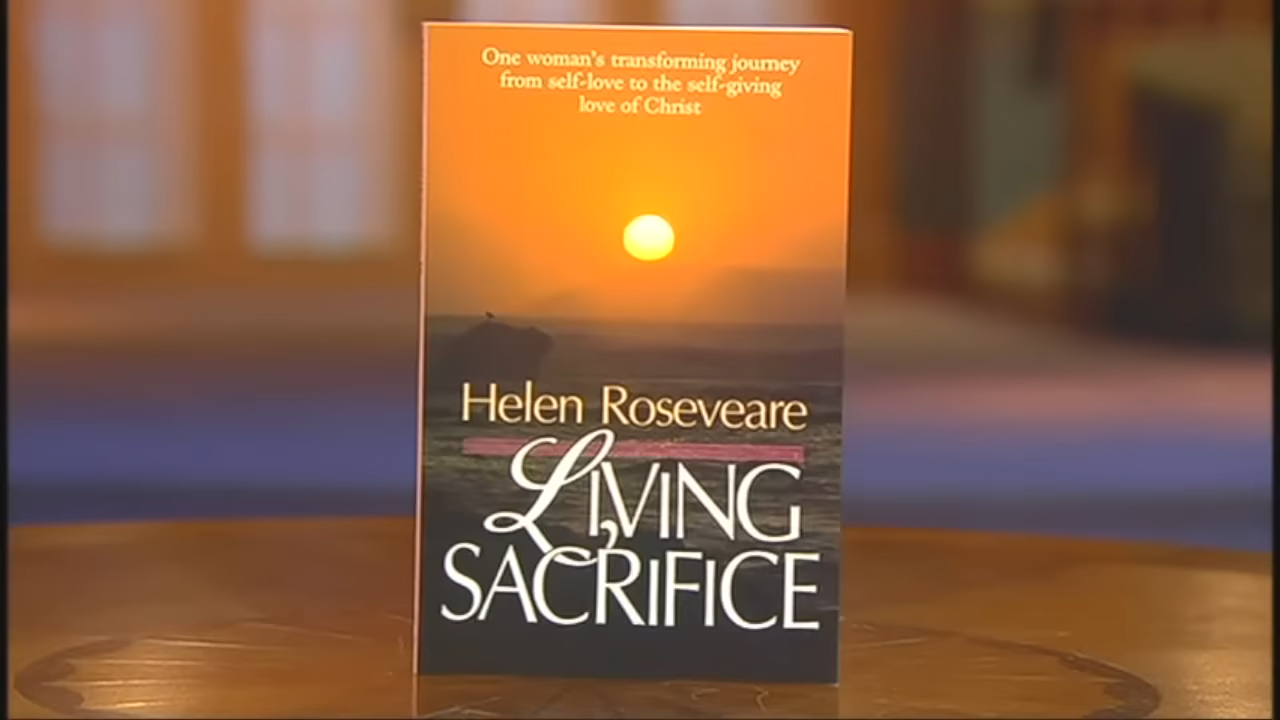 One woman's transforming journey
from self-love to the self-giving
love of Christ
Helen Roseveare
LIVING
SACRIFICE